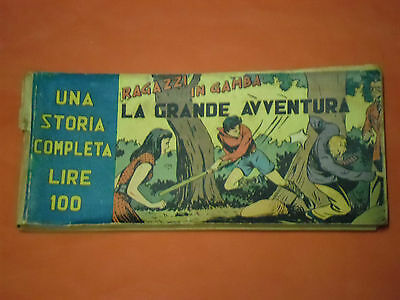 UNA
STORIA
COMPLETA
LIRE
100
RAGAZZI
IN GAMBA
LA GRANDE AVVENTURA